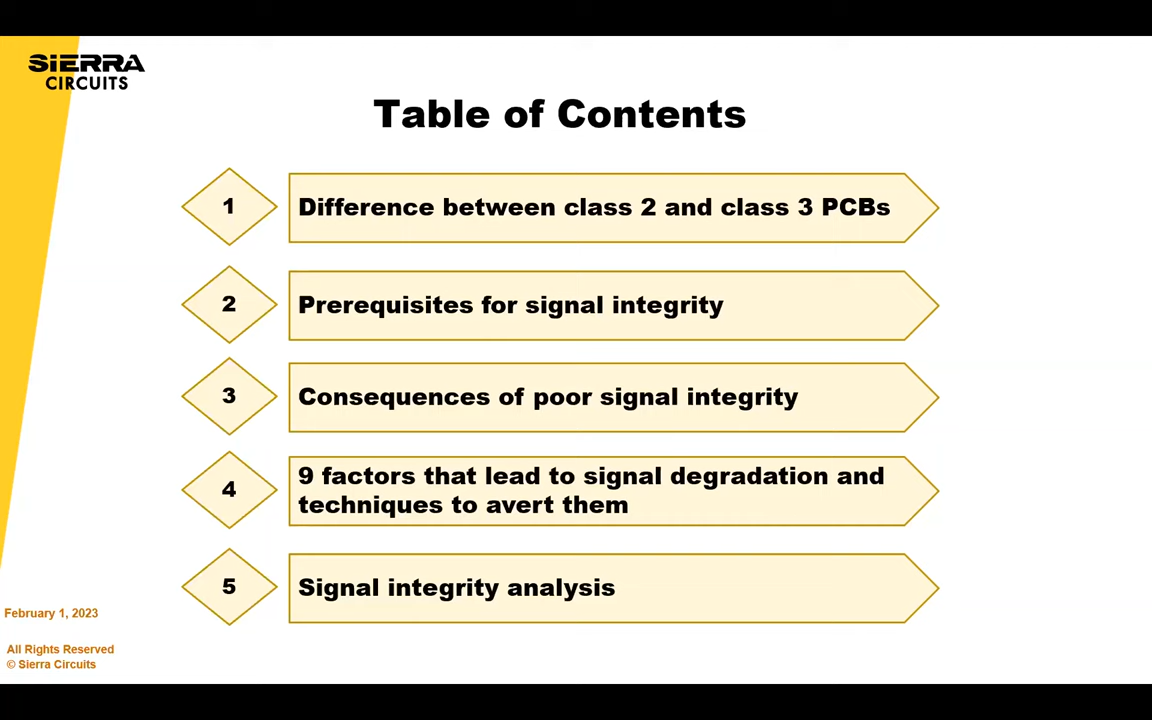 SIERRA
CIRCUITS
Table of Contents
1
Difference between class 2 and class 3 PCBs
2
Prerequisites for signal integrity
3
Consequences of poor signal integrity
4
9 factors that lead to signal degradation and
techniques to avert them
5
Signal integrity analysis
February 1, 2023
All Rights Reserved
© Sierra Circuits